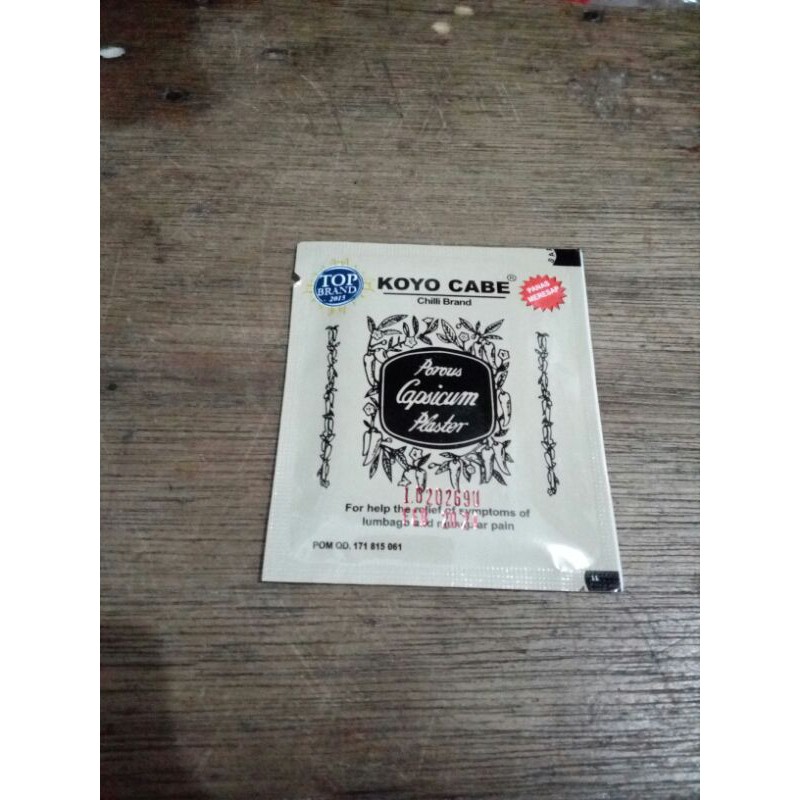 TOP
BRAND
2015
KOYO CABE®
Chilli Brand
PANAS
MERESAP
Porous
Capsicum
Plaster
For help the relief of symptoms of
lumbago and muscular pain
POM OD. 171 815 061